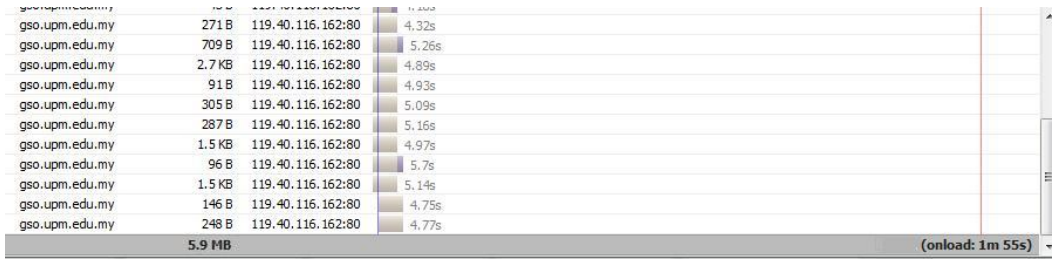 271 B 119.40.116.162:80 4.32s
gso.upm.edu.my 709 B 119.40.116.162:80 5.26s
gso.upm.edu.my 2.7 KB 119.40.116.162:80 4.89s
gso.upm.edu.my 91 B 119.40.116.162:80 4.93s
gso.upm.edu.my 305 B 119.40.116.162:80 5.09s
gso.upm.edu.my 287 B 119.40.116.162:80 5.16s
gso.upm.edu.my 1.5 KB 119.40.116.162:80 4.97s
gso.upm.edu.my 96 B 119.40.116.162:80 5.7s
gso.upm.edu.my 1.5 KB 119.40.116.162:80 5.14s
gso.upm.edu.my 146 B 119.40.116.162:80 4.75s
gso.upm.edu.my 248 B 119.40.116.162:80 4.77s
5.9 MB (onload: 1m 55s)